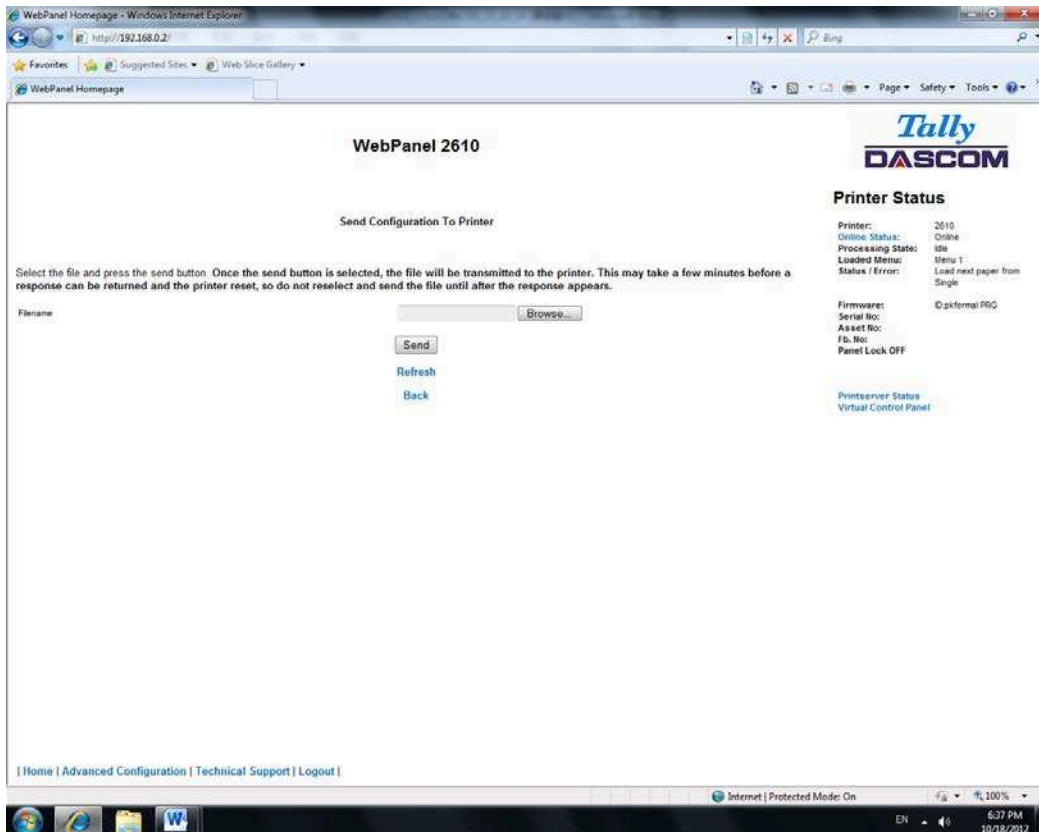 WebPanel Homepage - Windows Internet Explorer
http://192.168.0.2/
Bing
Favorites Suggested Sites Web Slice Gallery
WebPanel Homepage
Page Safety Tools
Tally
DASCOM
WebPanel 2610
Printer Status
Send Configuration To Printer
Printer: 2610
Online Status: Online
Processing State: Idle
Loaded Menu: Menu 1
Status / Error: Load next paper from
Single
Select the file and press the send button. Once the send button is selected, the file will be transmitted to the printer. This may take a few minutes before a
response can be returned and the printer reset, so do not reselect and send the file until after the response appears.
Filename Browse...
Firmware: D:pkformal PRG
Serial No:
Asset No:
Fb. No:
Panel Lock OFF
Send
Refresh
Back
Printserver Status
Virtual Control Panel
| Home | Advanced Configuration | Technical Support | Logout |
Internet | Protected Mode: On 100%
W
EN 6:37 PM
10/18/2012